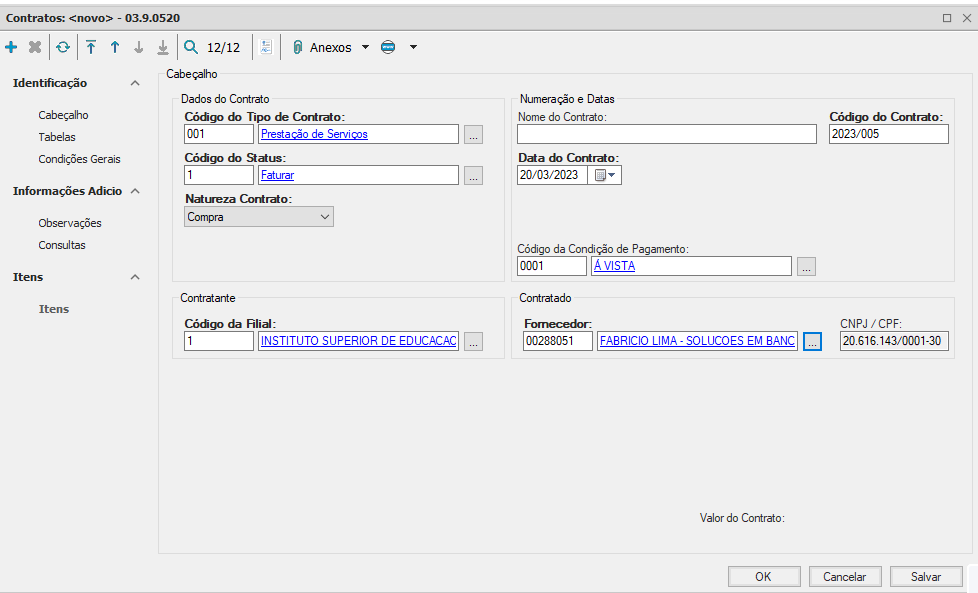 Contratos: <novo> - 03.9.0520
12/12
Anexos
Identificação
Cabeçalho
Tabelas
Condições Gerais
Informações Adicio
Observações
Consultas
Itens
Itens
Cabeçalho
Dados do Contrato
Código do Tipo de Contrato:
001 Prestação de Serviços ...
Código do Status:
1 Faturar ...
Natureza Contrato:
Compra
Numeração e Datas
Nome do Contrato: Código do Contrato:
2023/005
Data do Contrato:
20/03/2023
Código da Condição de Pagamento:
0001 Á VISTA ...
Contratante
Código da Filial:
1 INSTITUTO SUPERIOR DE EDUCACAC ...
Contratado
Fornecedor: CNPJ / CPF:
00288051 FABRICIO LIMA - SOLUCOES EM BANC ... 20.616.143/0001-30
Valor do Contrato:
OK Cancelar Salvar